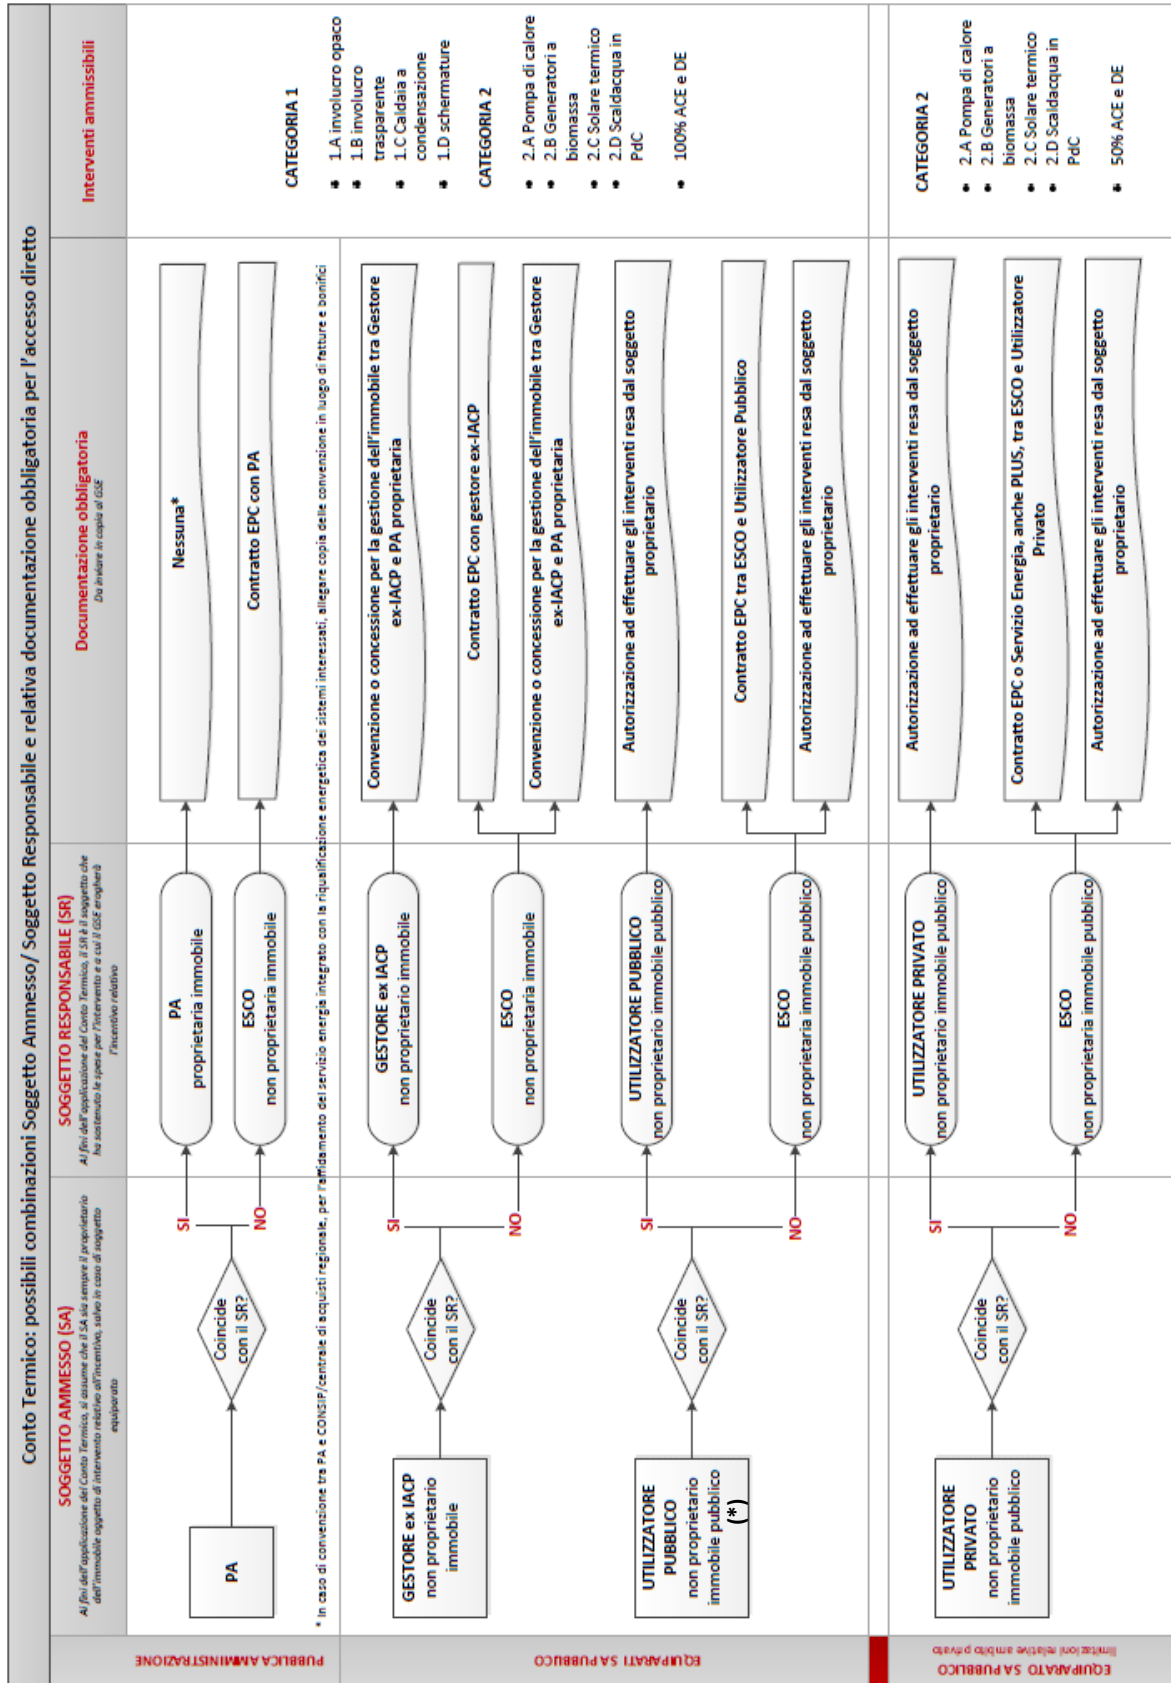 Conto Termico: possibili combinazioni Soggetto Ammesso/ Soggetto Responsabile e relativa documentazione obbligatoria per l'accesso diretto
SOGGETTO AMMESSO (SA)
Ai fini dell'applicazione del Conto Termico, si assume che il SA sia sempre il proprietario
dell'immobile oggetto di intervento relativo all'incentivo, salvo in caso di soggetto
equiparato
SOGGETTO RESPONSABILE (SR)
Ai fini dell'applicazione del Conto Termico, il SR è il soggetto che
ha sostenuto le spese per l'intervento e a cui il GSE erogherà
l'incentivo relativo
Documentazione obbligatoria
Da inviare in copia al GSE
Interventi ammissibili
PUBBLICA AMMINISTRAZIONE
PA
Coincide
con il SR?
SI
NO
PA
proprietaria immobile
ESCO
non proprietaria immobile
Nessuna*
Contratto EPC con PA
* In caso di convenzione tra PA e CONSIP/centrale di acquisti regionale, per l'affidamento del servizio energia integrato con la riqualificazione energetica dei sistemi interessati, allegare copia delle convenzione in luogo di fatture e bonifici
EQUIPARATI SA PUBBLICO
GESTORE ex IACP
non proprietario
immobile
Coincide
con il SR?
SI
NO
GESTORE ex IACP
non proprietario immobile
ESCO
non proprietaria immobile
Convenzione o concessione per la gestione dell'immobile tra Gestore
ex-IACP e PA proprietaria
Contratto EPC con gestore ex-IACP
Convenzione o concessione per la gestione dell'immobile tra Gestore
ex-IACP e PA proprietaria
UTILIZZATORE
PUBBLICO
non proprietario
immobile pubblico
(*)
Coincide
con il SR?
SI
NO
UTILIZZATORE PUBBLICO
non proprietario immobile pubblico
ESCO
non proprietaria immobile pubblico
Autorizzazione ad effettuare gli interventi resa dal soggetto
proprietario
Contratto EPC tra ESCO e Utilizzatore Pubblico
Autorizzazione ad effettuare gli interventi resa dal soggetto
proprietario
CATEGORIA 1
• 1.A involucro opaco
• 1.B involucro
trasparente
• 1.C Caldaia a
condensazione
• 1.D schermature
CATEGORIA 2
• 2.A Pompa di calore
• 2.B Generatori a
biomassa
• 2.C Solare termico
• 2.D Scaldacqua in
PdC
• 100% ACE e DE
EQUIPARATO SA PUBBLICO
limitazioni relative ambito privato
UTILIZZATORE
PRIVATO
non proprietario
immobile pubblico
Coincide
con il SR?
SI
NO
UTILIZZATORE PRIVATO
non proprietario immobile pubblico
ESCO
non proprietaria immobile pubblico
Autorizzazione ad effettuare gli interventi resa dal soggetto
proprietario
Contratto EPC o Servizio Energia, anche PLUS, tra ESCO e Utilizzatore
Privato
Autorizzazione ad effettuare gli interventi resa dal soggetto
proprietario
CATEGORIA 2
• 2.A Pompa di calore
• 2.B Generatori a
biomassa
• 2.C Solare termico
• 2.D Scaldacqua in
PdC
• 50% ACE e DE